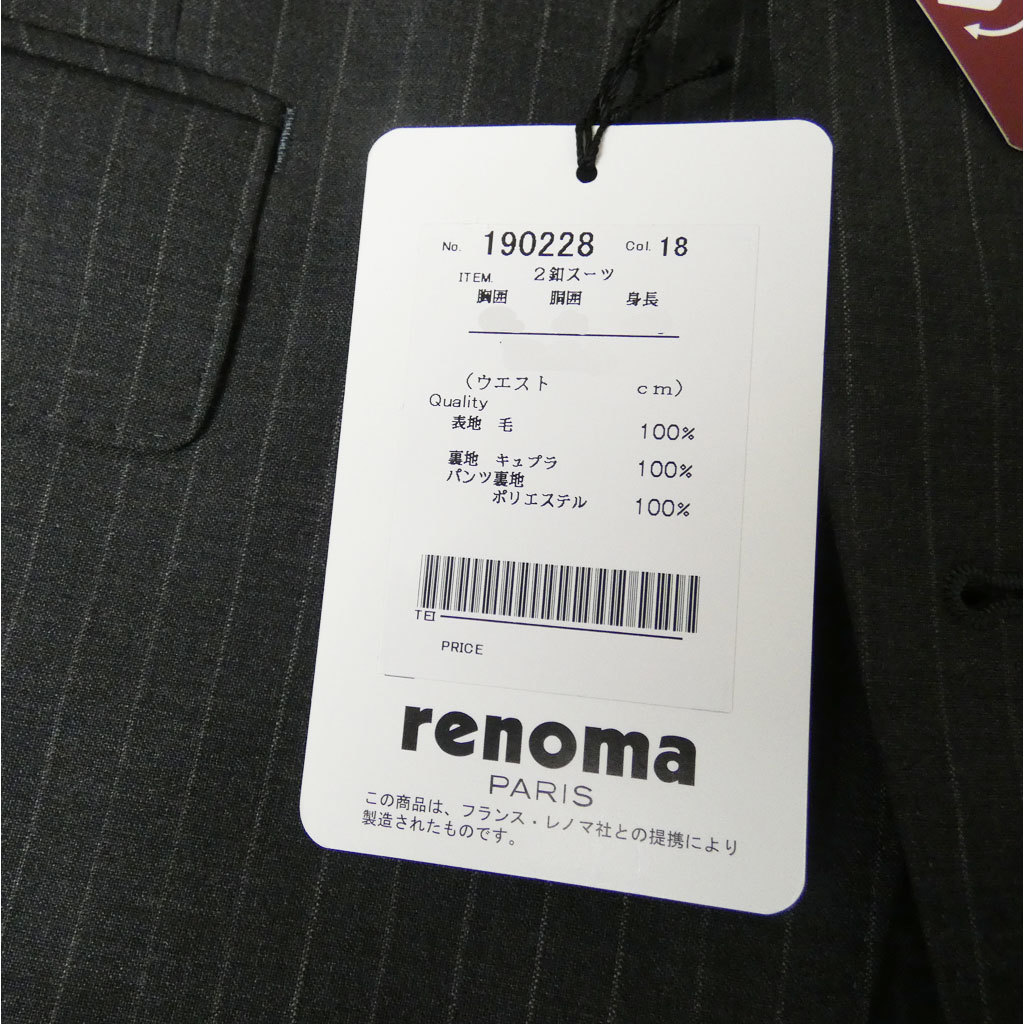 No. 190228 Col. 18
ITEM. 2釦スーツ
胸囲 胴囲 身長
(ウエスト cm)
Quality
表地 毛 100%
裏地 キュプラ 100%
パンツ裏地
ポリエステル 100%
TEI
PRICE
renoma
PARIS
この商品は、フランス・レノマ社との提携により
製造されたものです。